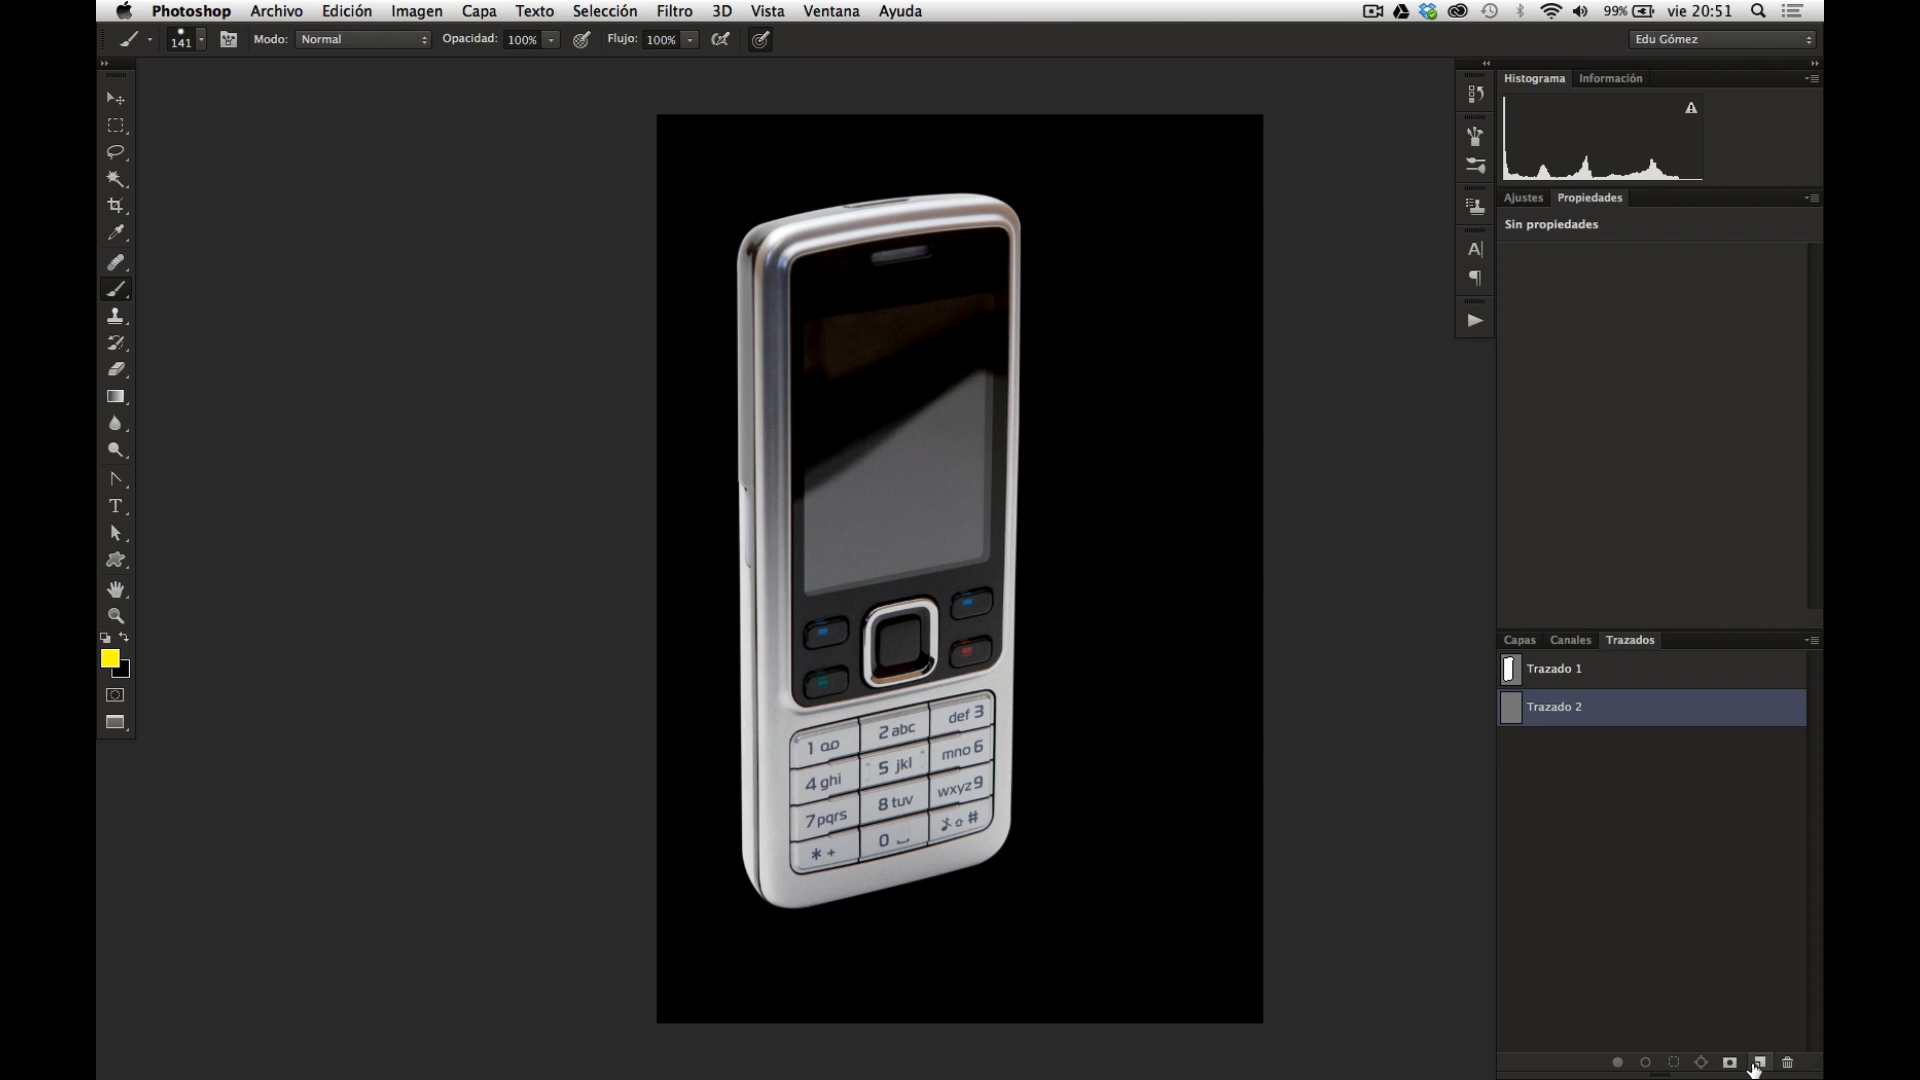 Photoshop Archivo Edición Imagen Capa Texto Selección Filtro 3D Vista Ventana Ayuda 99% vie 20:51
141 Modo: Normal Opacidad: 100% Flujo: 100% Edu Gómez
Histograma Información
Ajustes Propiedades
Sin propiedades
A|
T
Capas Canales Trazados
Trazado 1
Trazado 2
1 2 abc def 3
4 ghi 5 jkl mno 6
7 pqrs 8 tuv wxyz 9
* + 0 #